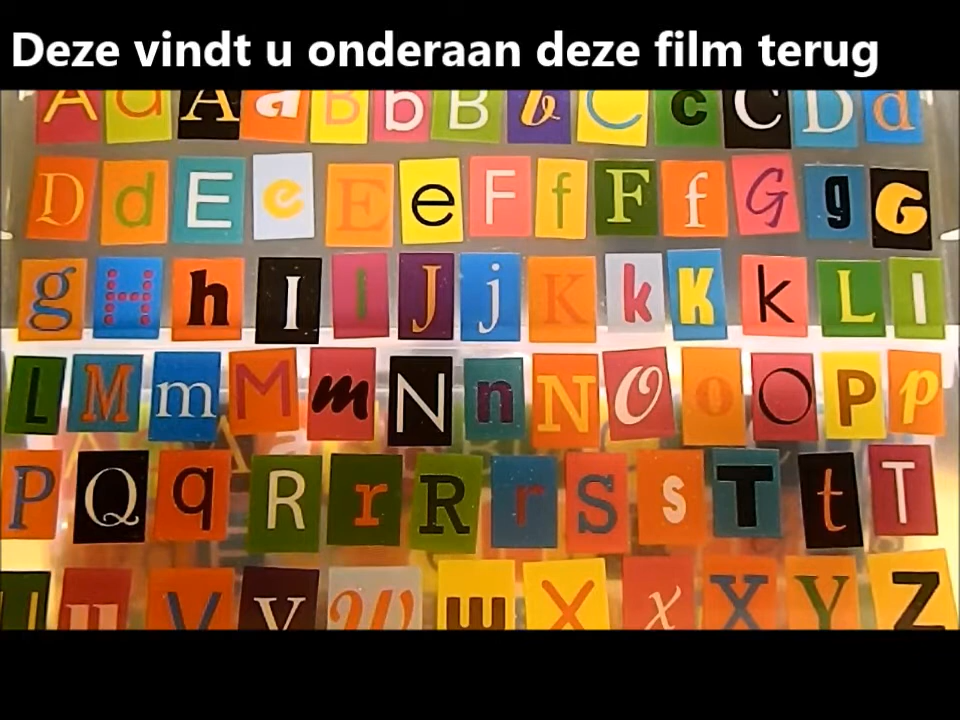 Deze vindt u onderaan deze film terug
A a A a B b B b C c C D d
D d E e E e F f F f G g G
g H h I I J j K k K k L l
L M m M m N n N O o O P p
P Q q R r R r S s T t T
U u V v W w X x X Y Z